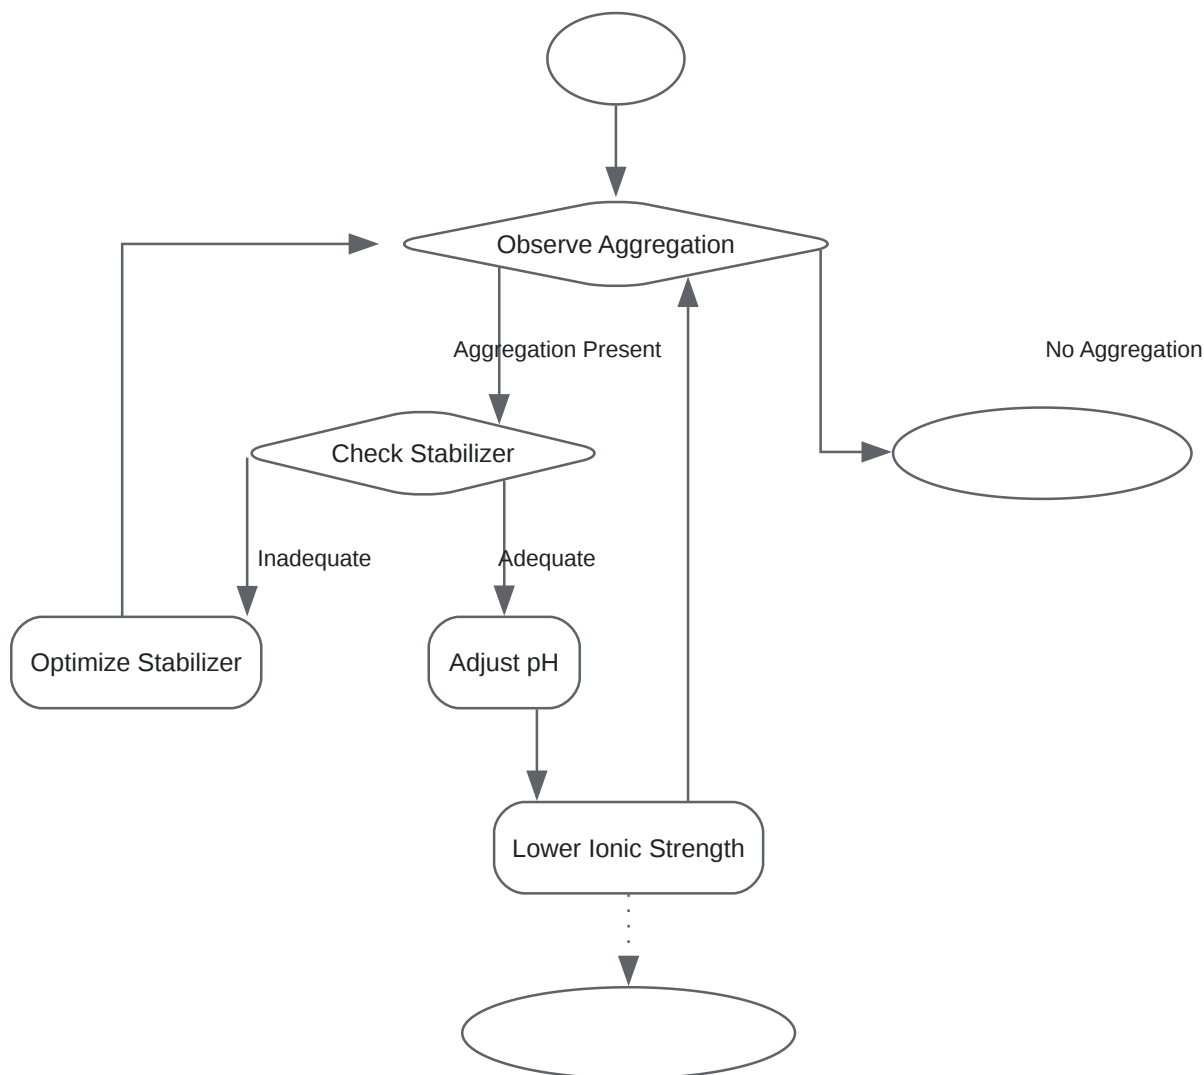 Observe Aggregation
Aggregation Present
No Aggregation
Check Stabilizer
Inadequate
Adequate
Optimize Stabilizer
Adjust pH
Lower Ionic Strength